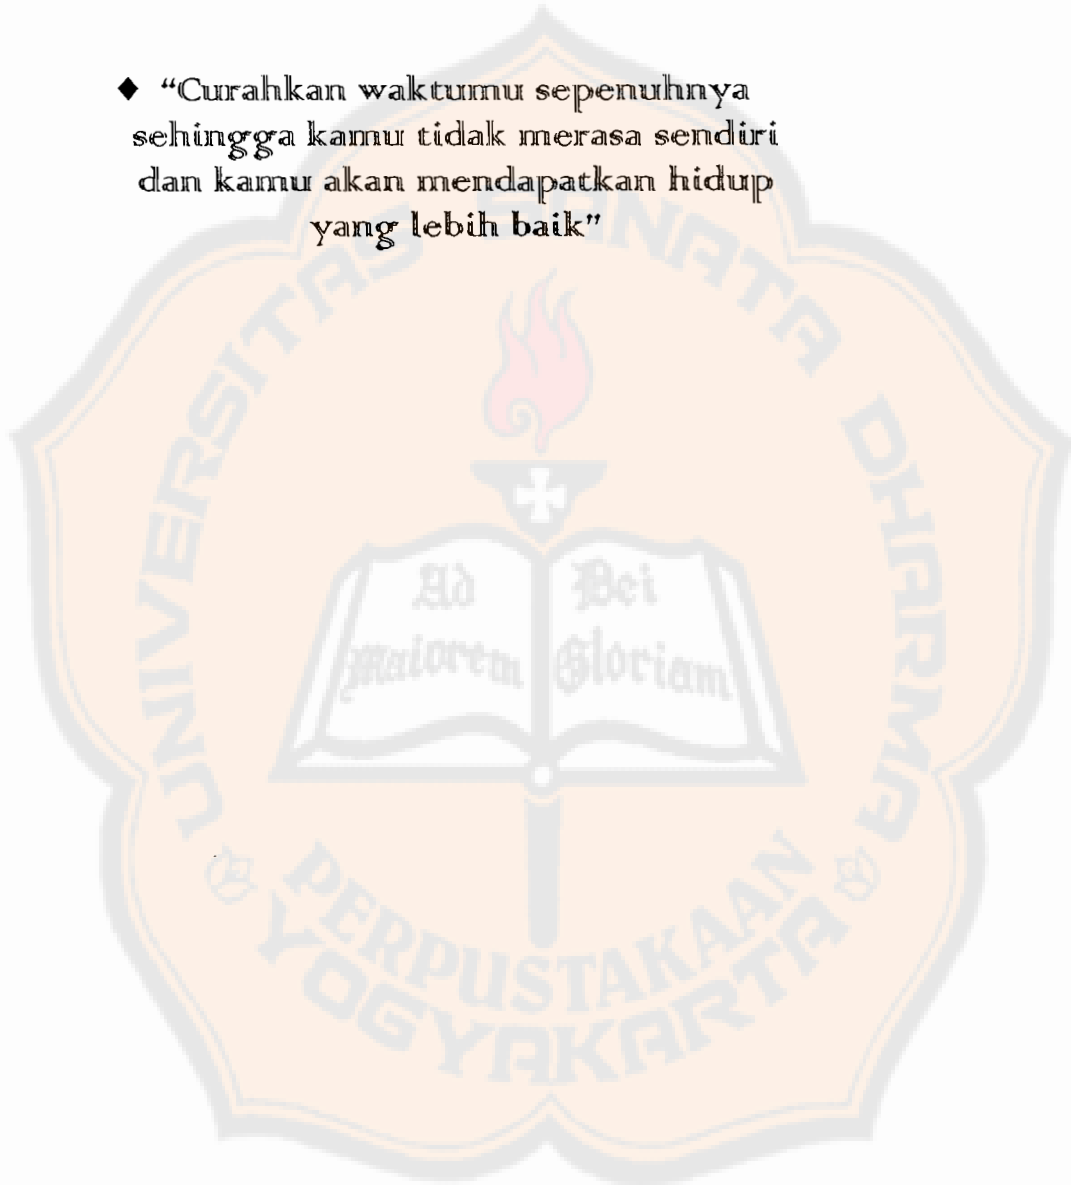 ♦ “Curahkan waktumu sepenuhnya
sehingga kamu tidak merasa sendiri
dan kamu akan mendapatkan hidup
yang lebih baik”
UNIVERSITAS SANATA DHARMA
Ad Dei
Maiorem Gloriam
PERPUSTAKAAN
YOGYAKARTA